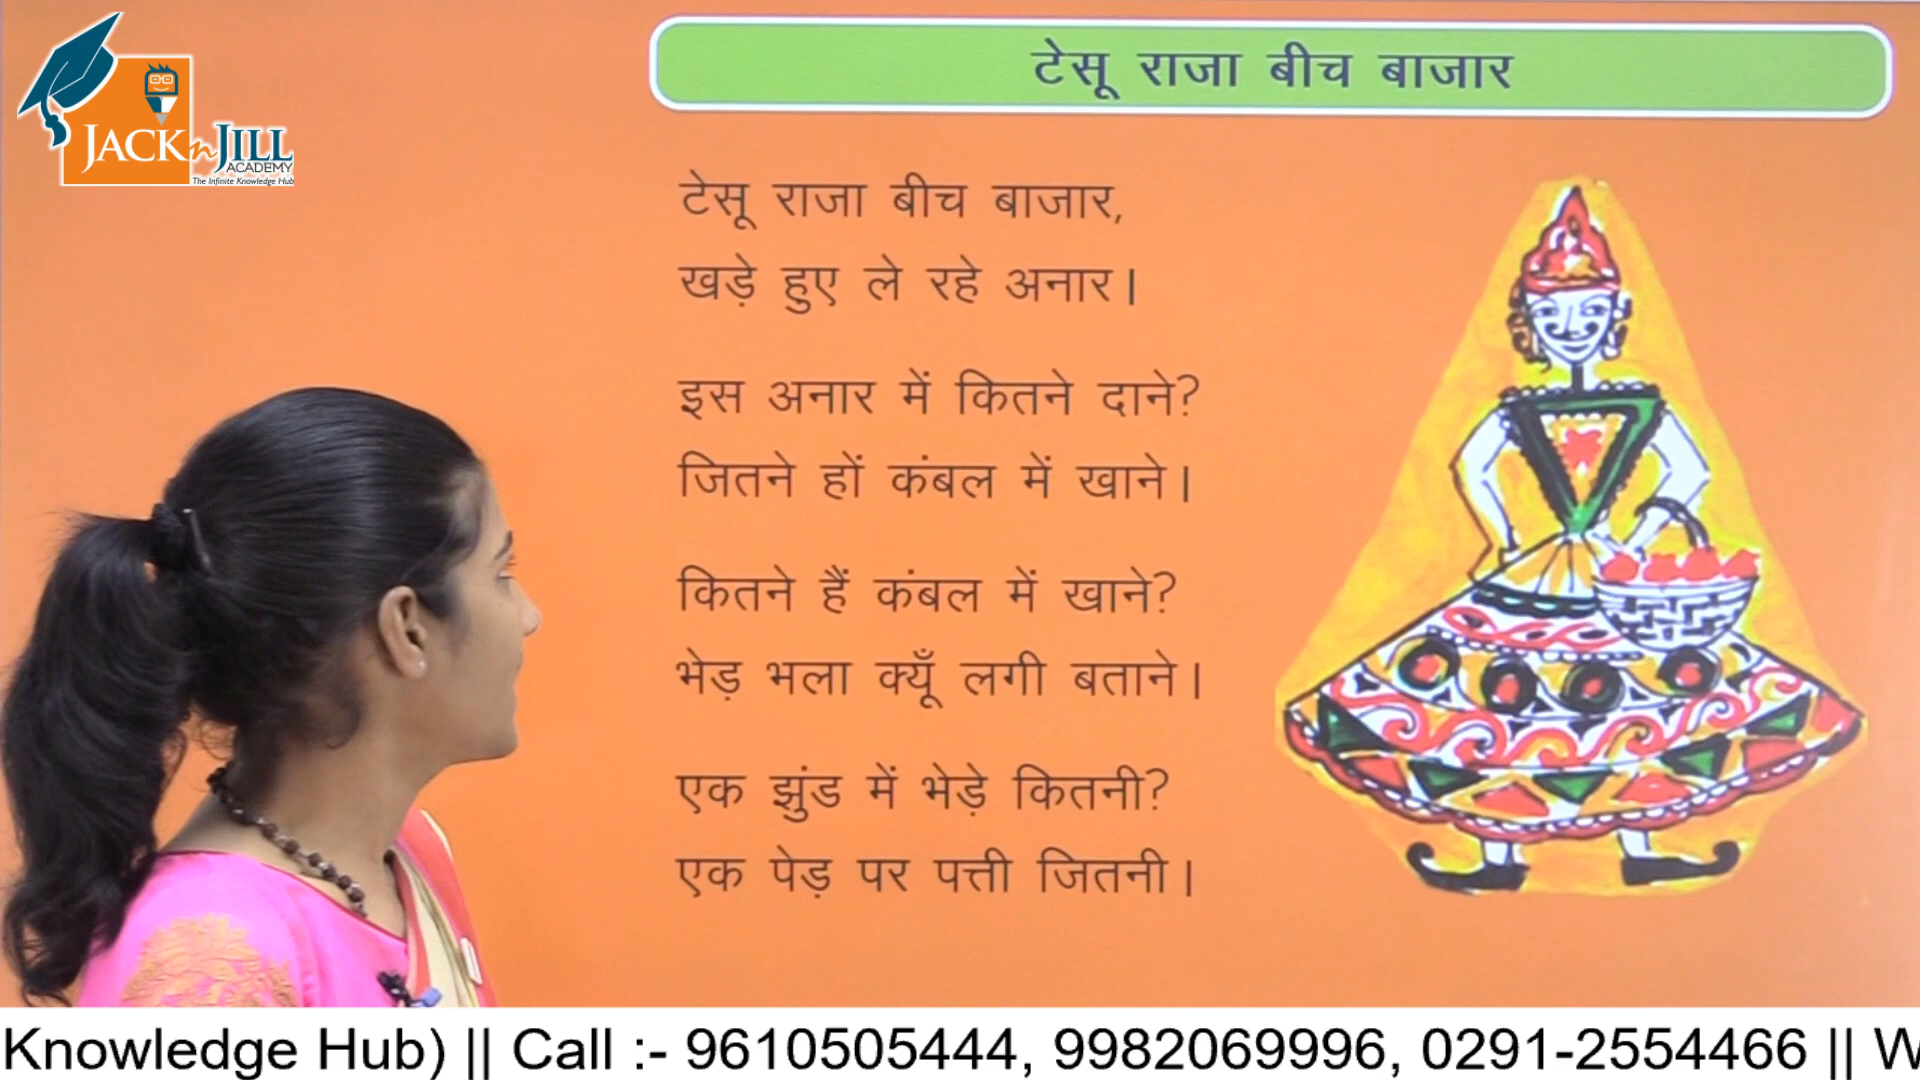 JACK n JILL
ACADEMY
The Infinite Knowledge Hub
टेसू राजा बीच बाजार
टेसू राजा बीच बाजार,
खड़े हुए ले रहे अनार।
इस अनार में कितने दाने?
जितने हों कंबल में खाने।
कितने हैं कंबल में खाने?
भेड़ भला क्यूँ लगी बताने।
एक झुंड में भेड़े कितनी?
एक पेड़ पर पत्ती जितनी।
Knowledge Hub) || Call :- 9610505444, 9982069996, 0291-2554466 || W